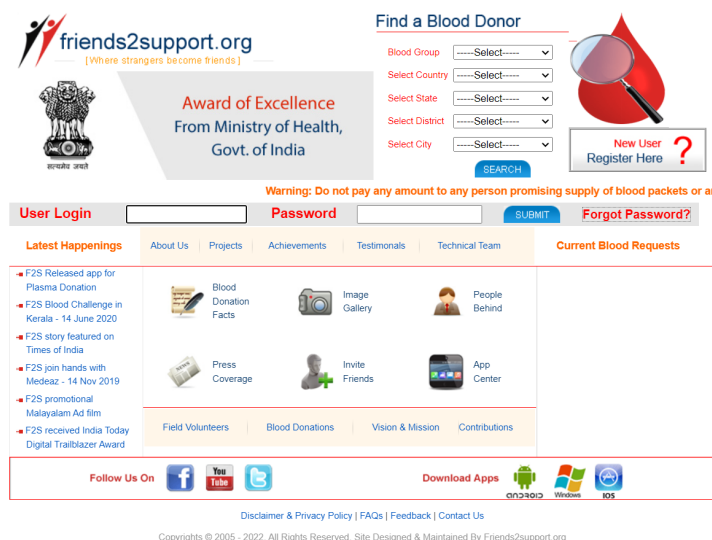 friends2support.org
[Where strangers become friends]
सत्यमेव जयते
Award of Excellence
From Ministry of Health,
Govt. of India
Find a Blood Donor
Blood Group -----Select-----
Select Country -----Select-----
Select State -----Select-----
Select District -----Select-----
Select City -----Select-----
SEARCH
New User
Register Here ?
Warning: Do not pay any amount to any person promising supply of blood packets or
User Login Password SUBMIT Forgot Password?
Latest Happenings
About Us Projects Achievements Testimonals Technical Team
Current Blood Requests
F2S Released app for
Plasma Donation
F2S Blood Challenge in
Kerala - 14 June 2020
F2S story featured on
Times of India
F2S join hands with
Medeaz - 14 Nov 2019
F2S promotional
Malayalam Ad film
F2S received India Today
Digital Trailblazer Award
Blood
Donation
Facts
Image
Gallery
People
Behind
NEWS
Press
Coverage
Invite
Friends
App
Center
Field Volunteers Blood Donations Vision & Mission Contributions
Follow Us On
You
Tube
Download Apps
ANDROID Windows IOS
Disclaimer & Privacy Policy | FAQs | Feedback | Contact Us
Copyrights © 2005 - 2022. All Rights Reserved. Site Designed & Maintained By Friends2support.org